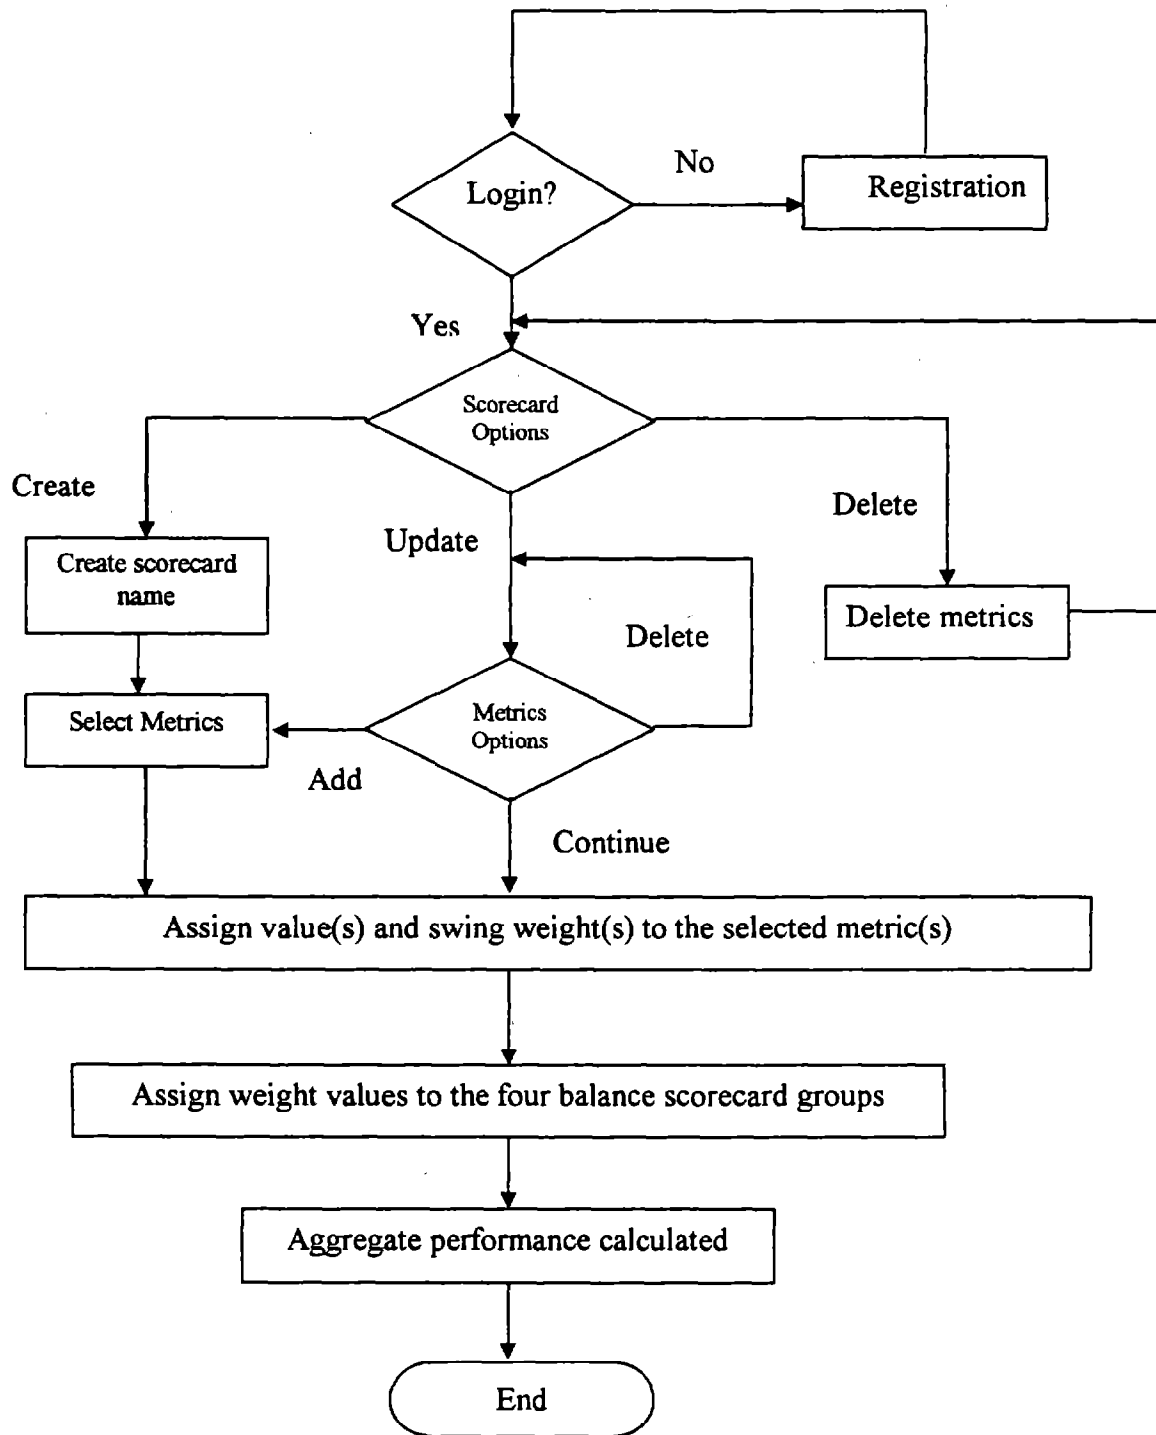 Login?
No
Registration
Yes
Scorecard
Options
Create
Delete
Update
Create scorecard
name
Delete
Delete metrics
Select Metrics
Metrics
Options
Add
Continue
Assign value(s) and swing weight(s) to the selected metric(s)
Assign weight values to the four balance scorecard groups
Aggregate performance calculated
End